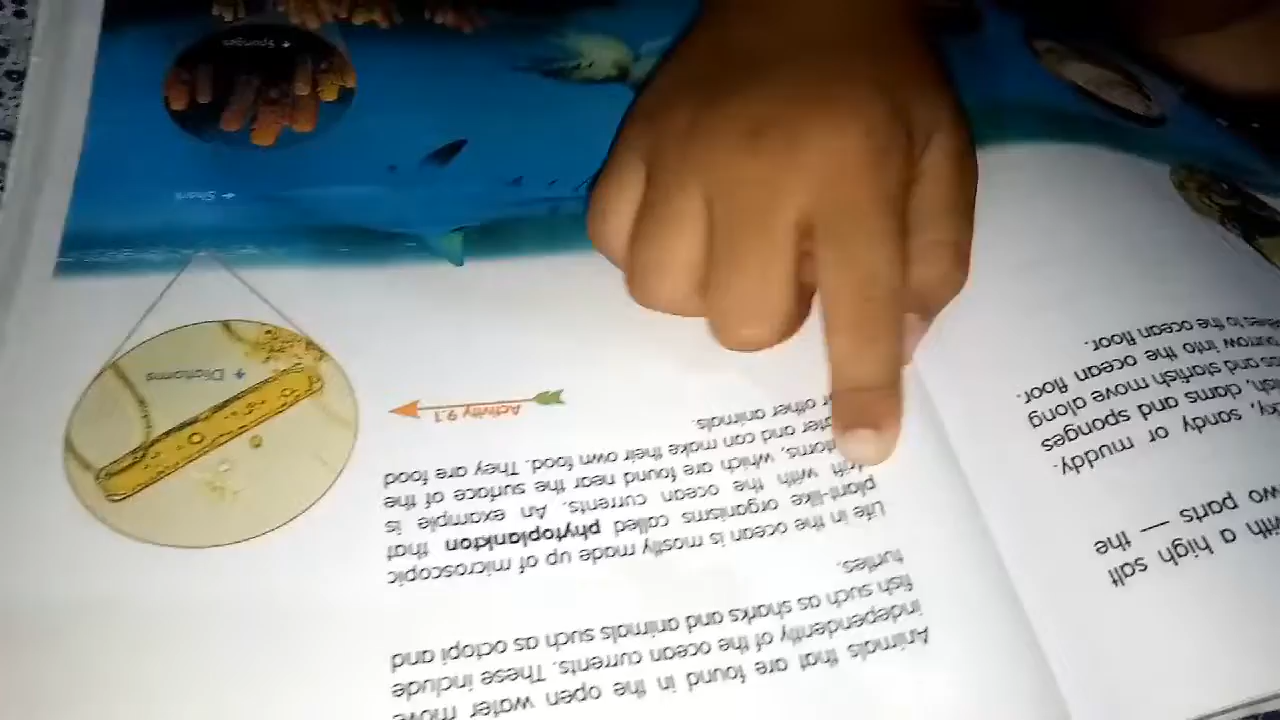 with a high salt
two parts — the
sandy or muddy.
clams and sponges
and starfish move along
into the ocean floor.
to the ocean floor.
Animals that are found in the open water move
independently of the ocean currents. These include
fish such as sharks and animals such as octopi and
turtles.
Life in the ocean is mostly made up of microscopic
plant-like organisms called phytoplankton that
drift with the ocean currents. An example is
which are found near the surface of the
and can make their own food. They are food
other animals.
Activity 9.1
Diatoms
Shark
Sponges